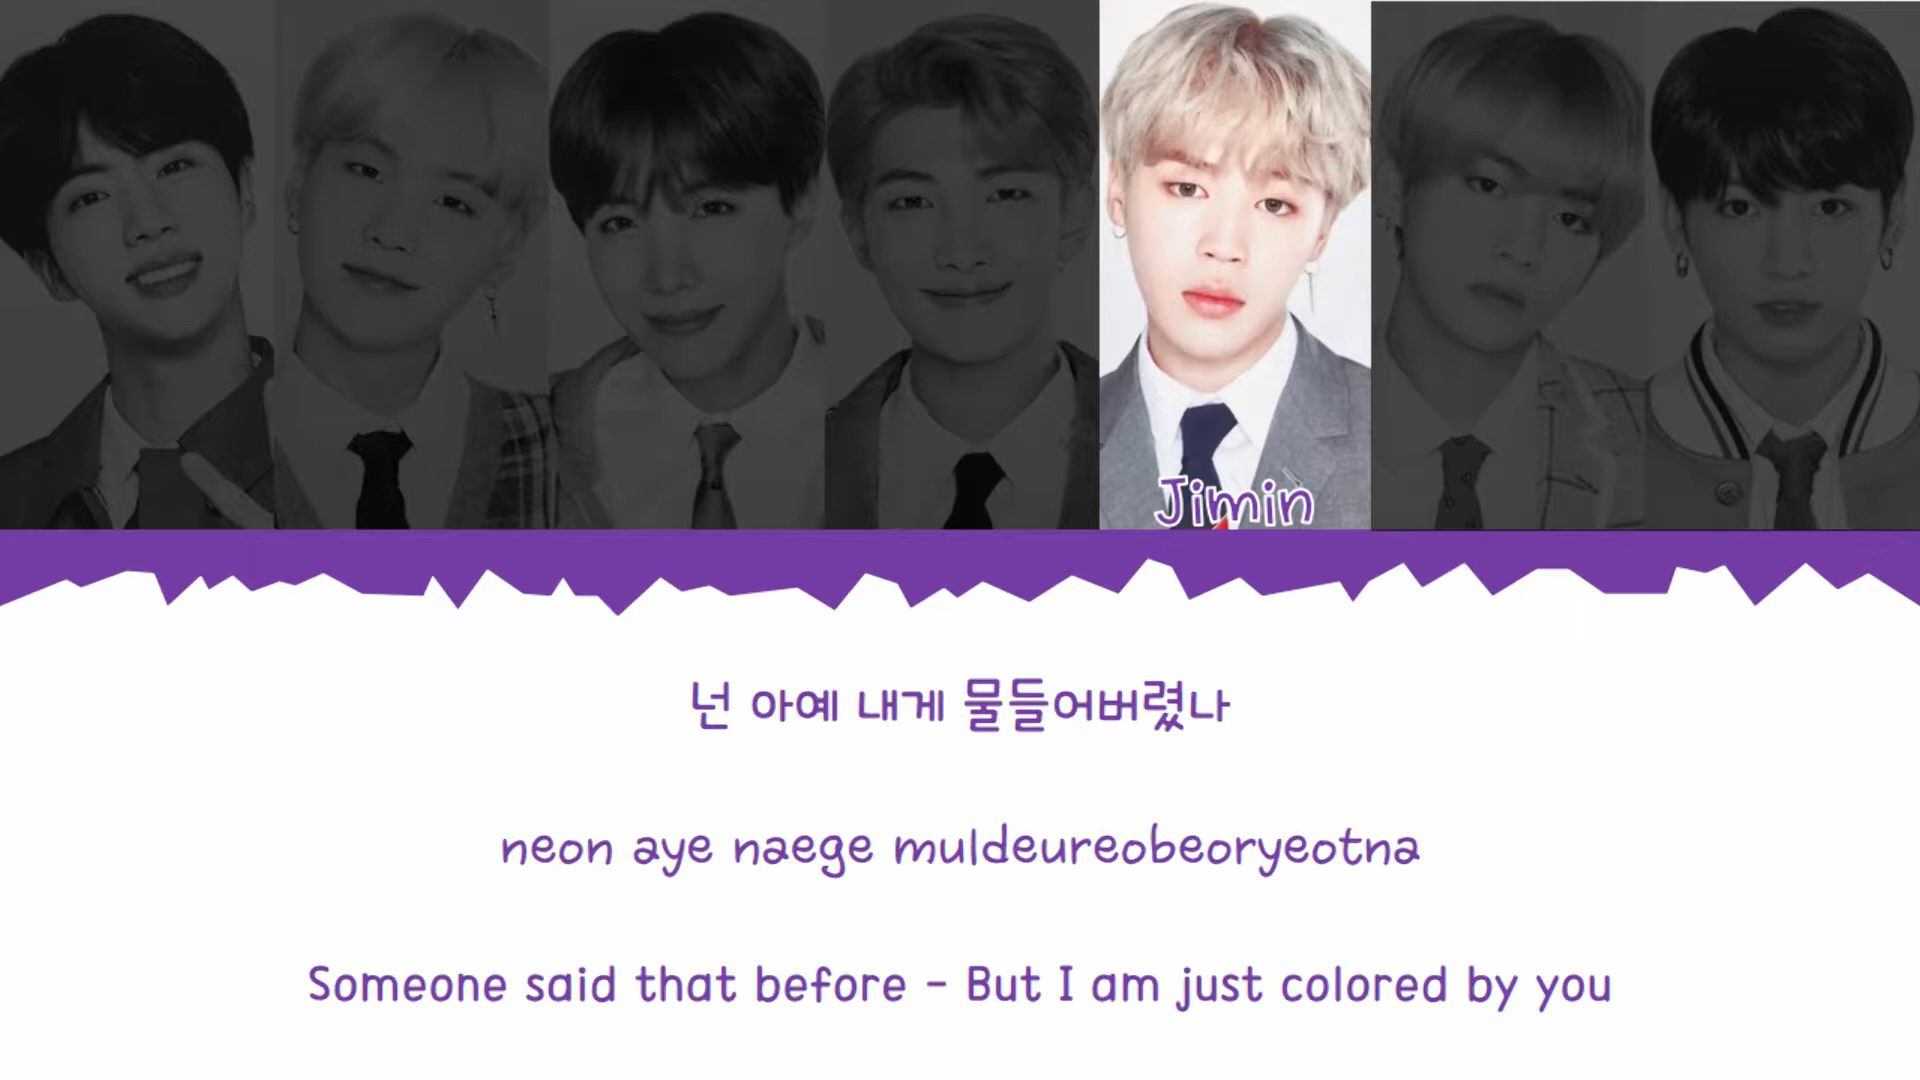 Jimin
넌 아예 내게 물들어버렸나
neon aye naege muldeureobeoryeotna
Someone said that before - But I am just colored by you